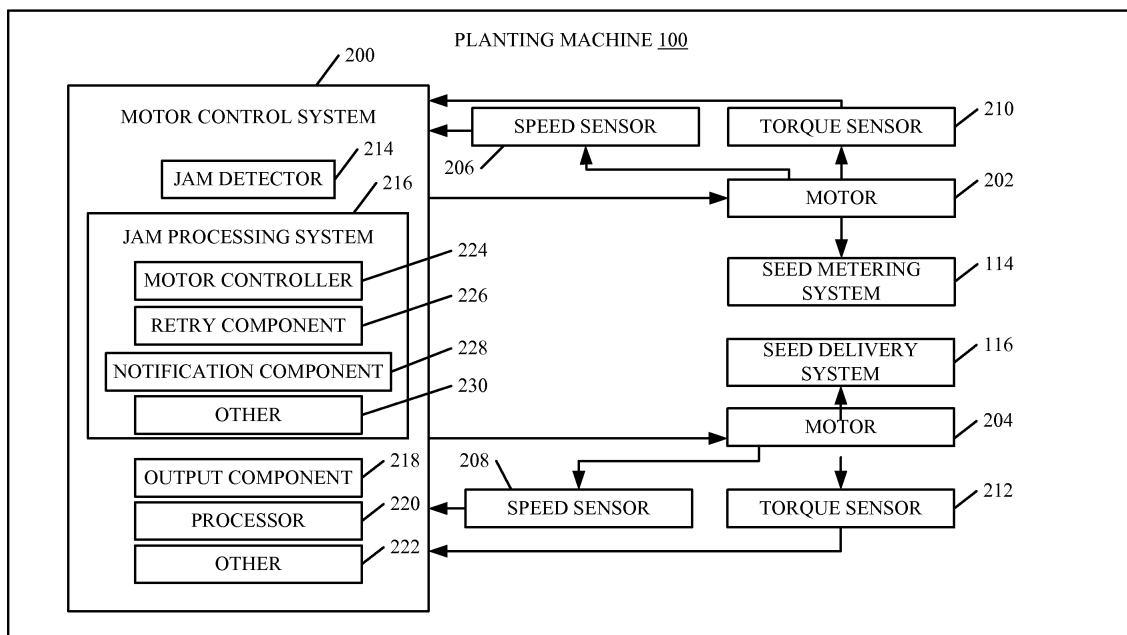 PLANTING MACHINE 100
200
MOTOR CONTROL SYSTEM
SPEED SENSOR
206
TORQUE SENSOR
210
JAM DETECTOR
214
MOTOR
202
216
JAM PROCESSING SYSTEM
MOTOR CONTROLLER
224
SEED METERING
SYSTEM
114
RETRY COMPONENT
226
NOTIFICATION COMPONENT
228
SEED DELIVERY
SYSTEM
116
OTHER
230
MOTOR
204
OUTPUT COMPONENT
218
208
SPEED SENSOR
TORQUE SENSOR
212
PROCESSOR
220
OTHER
222